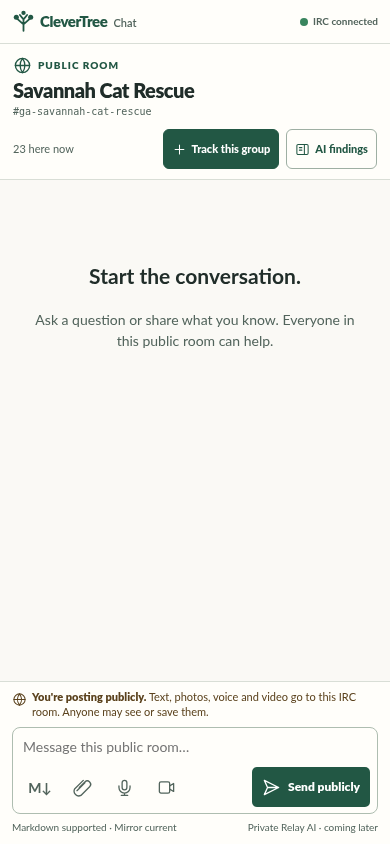 CleverTree Chat
IRC connected
PUBLIC ROOM
Savannah Cat Rescue
#ga-savannah-cat-rescue
23 here now
Track this group
AI findings
Start the conversation.
Ask a question or share what you know. Everyone in
this public room can help.
You're posting publicly. Text, photos, voice and video go to this IRC
room. Anyone may see or save them.
Message this public room...
M↓
Send publicly
Markdown supported · Mirror current
Private Relay AI · coming later